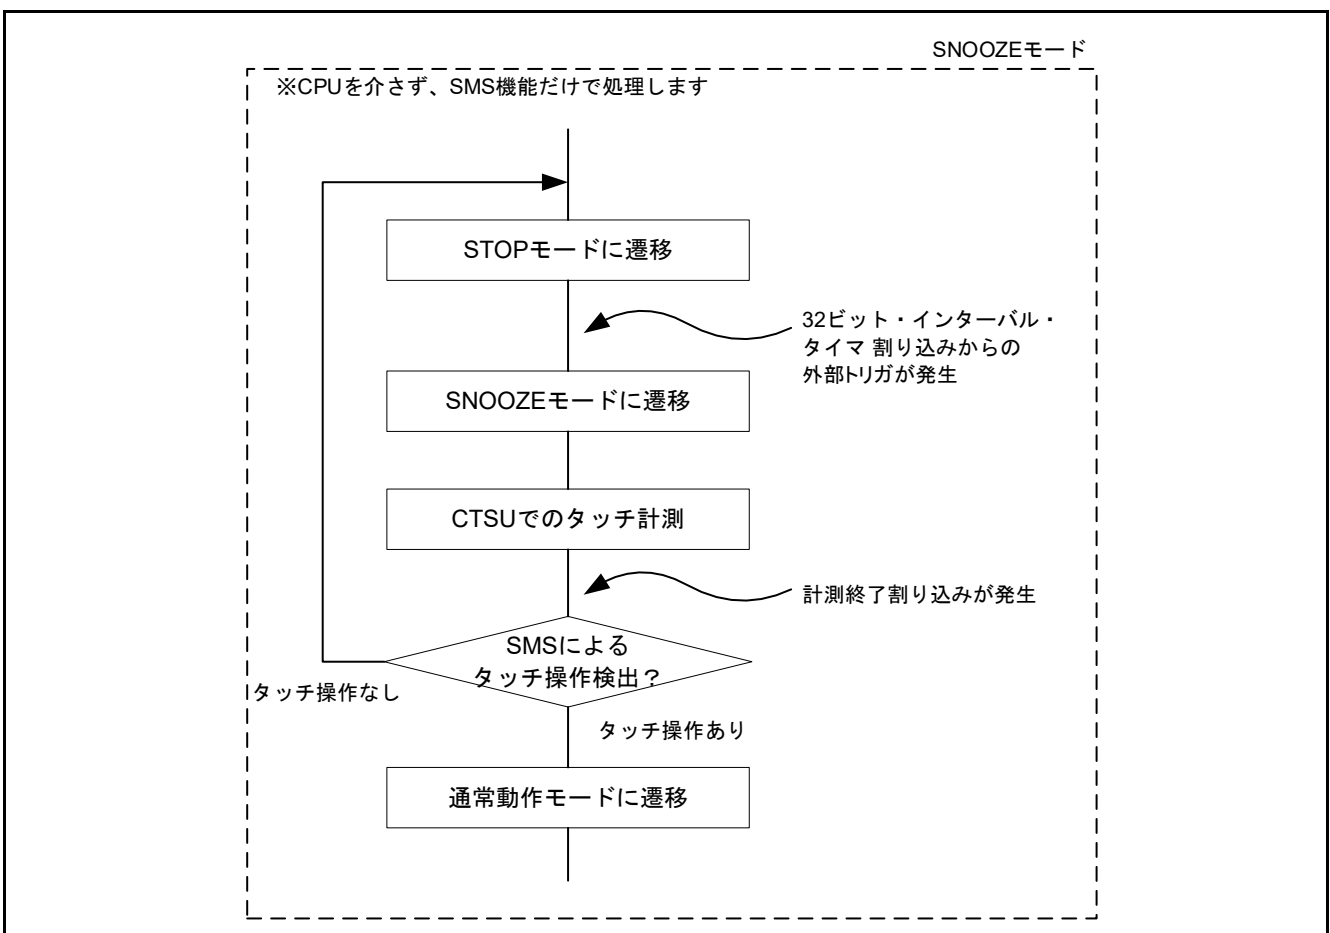 SNOOZEモード
※CPUを介さず、SMS機能だけで処理します
STOPモードに遷移
32ビット・インターバル・
タイマ 割り込みからの
外部トリガが発生
SNOOZEモードに遷移
CTSUでのタッチ計測
計測終了割り込みが発生
SMSによる
タッチ操作検出？
タッチ操作なし
タッチ操作あり
通常動作モードに遷移